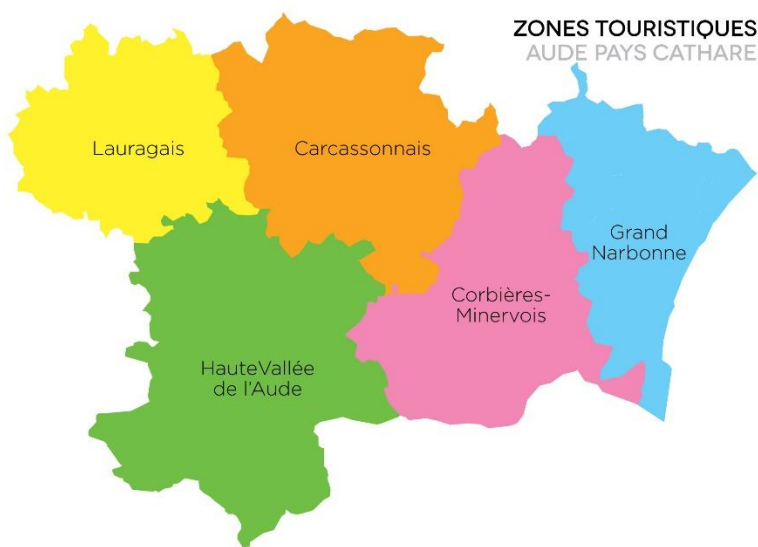 ZONES TOURISTIQUES
AUDE PAYS CATHARE
Lauragais
Carcassonnais
Grand
Narbonne
Corbières-
Minervois
HauteVallée
de l'Aude